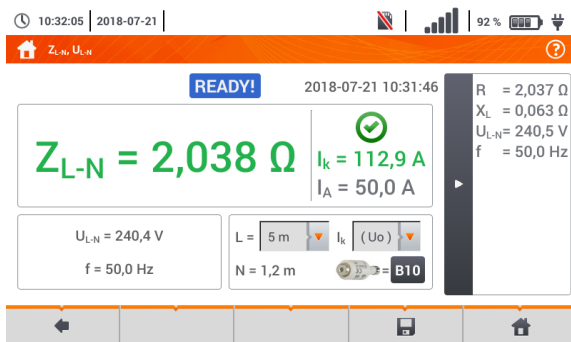 10:32:05 2018-07-21 92 %
ZL-N, UL-N ?
READY! 2018-07-21 10:31:46
ZL-N = 2,038 Ω
Ik = 112,9 A
IA = 50,0 A
UL-N = 240,4 V
f = 50,0 Hz
L = 5 m Ik (Uo)
N = 1,2 m = B10
R = 2,037 Ω
XL = 0,063 Ω
UL-N= 240,5 V
f = 50,0 Hz